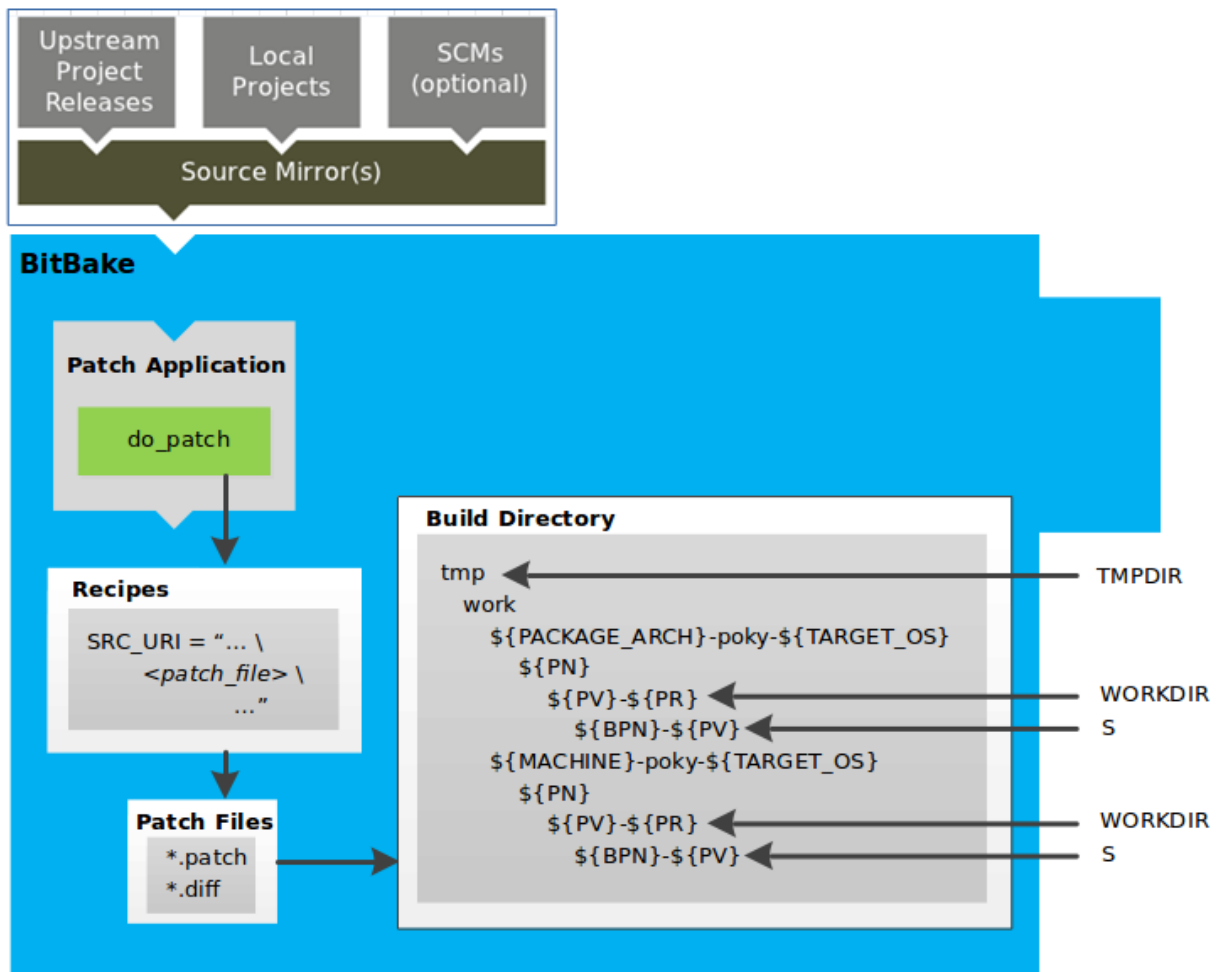 Upstream
Project
Releases
Local
Projects
SCMs
(optional)
Source Mirror(s)
BitBake
Patch Application
do_patch
Recipes
SRC_URI = “... \
<patch_file> \
...”
Patch Files
*.patch
*.diff
Build Directory
tmp
work
${PACKAGE_ARCH}-poky-${TARGET_OS}
${PN}
${PV}-${PR}
${BPN}-${PV}
${MACHINE}-poky-${TARGET_OS}
${PN}
${PV}-${PR}
${BPN}-${PV}
TMPDIR
WORKDIR
S
WORKDIR
S